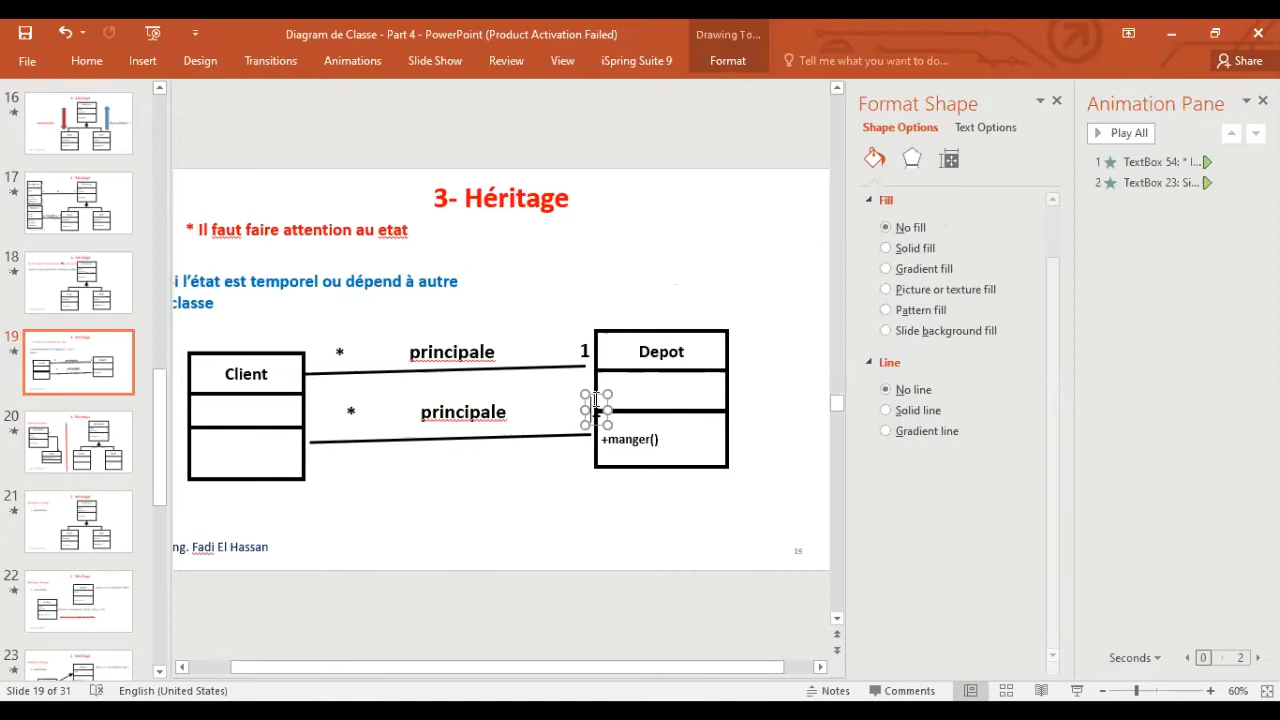 Diagram de Classe - Part 4 - PowerPoint (Product Activation Failed)
Drawing To...
File
Home
Insert
Design
Transitions
Animations
Slide Show
Review
View
iSpring Suite 9
Format
Tell me what you want to do...
Share
16
17
18
19
20
21
22
23
3- Héritage
* Il faut faire attention au etat
si l'état est temporel ou dépend à autre
classe
Client
*
principale
1
Depot
*
principale
+manger()
ng. Fadi El Hassan
19
Format Shape
Shape Options
Text Options
Fill
No fill
Solid fill
Gradient fill
Picture or texture fill
Pattern fill
Slide background fill
Line
No line
Solid line
Gradient line
Animation Pane
Play All
1 TextBox 54: * I...
2 TextBox 23: Si...
Seconds
0
2
Slide 19 of 31
English (United States)
Notes
Comments
60%